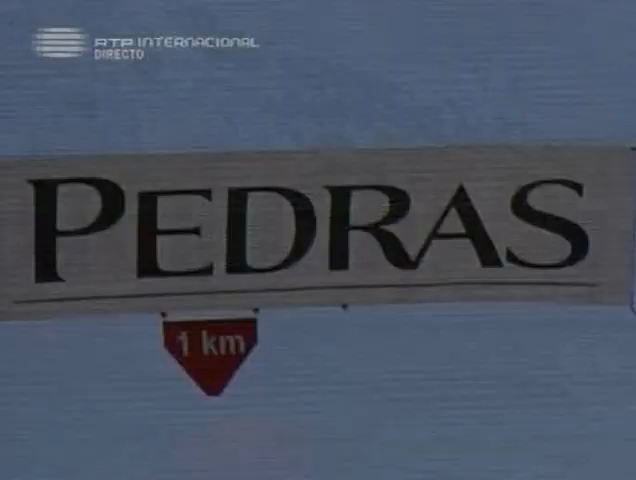 RTP INTERNACIONAL
DIRECTO
PEDRAS
1 km